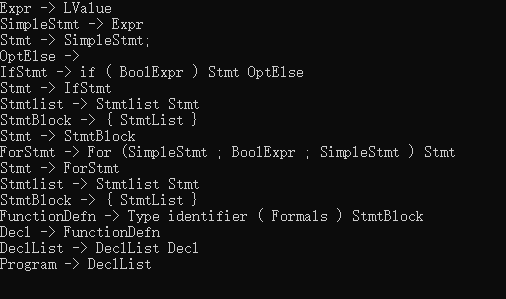 Expr -> LValue
SimpleStmt -> Expr
Stmt -> SimpleStmt;
OptElse ->
IfStmt -> if ( BoolExpr ) Stmt OptElse
Stmt -> IfStmt
Stmtlist -> Stmtlist Stmt
StmtBlock -> { StmtList }
Stmt -> StmtBlock
ForStmt -> For (SimpleStmt ; BoolExpr ; SimpleStmt ) Stmt
Stmt -> ForStmt
Stmtlist -> Stmtlist Stmt
StmtBlock -> { StmtList }
FunctionDefn -> Type identifier ( Formals ) StmtBlock
Decl -> FunctionDefn
DeclList -> DeclList Decl
Program -> DeclList